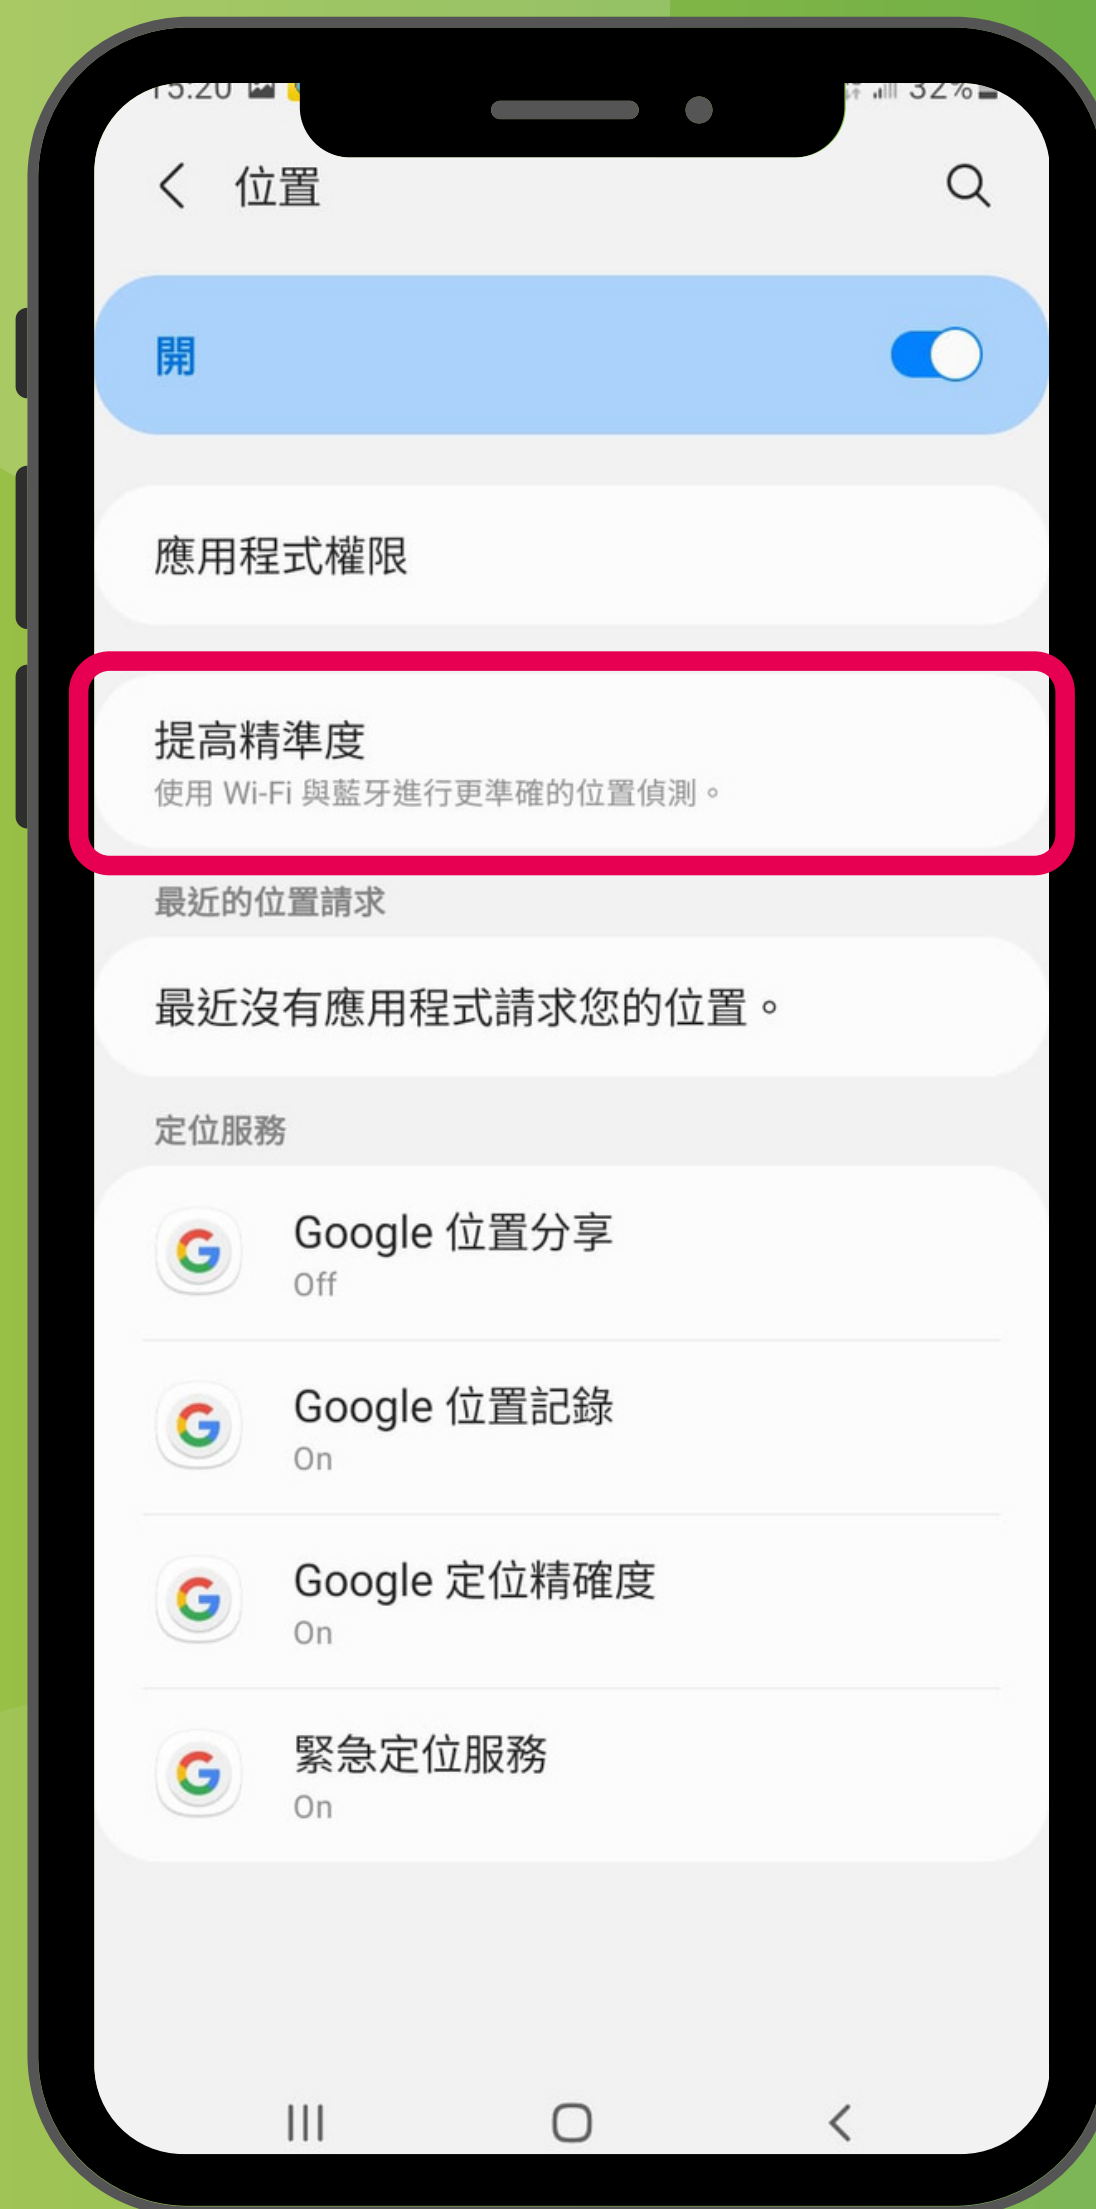 15:20 32%
位置
開
應用程式權限
提高精準度
使用 Wi-Fi 與藍牙進行更準確的位置偵測。
最近的位置請求
最近沒有應用程式請求您的位置。
定位服務
Google 位置分享
Off
Google 位置記錄
On
Google 定位精確度
On
緊急定位服務
On